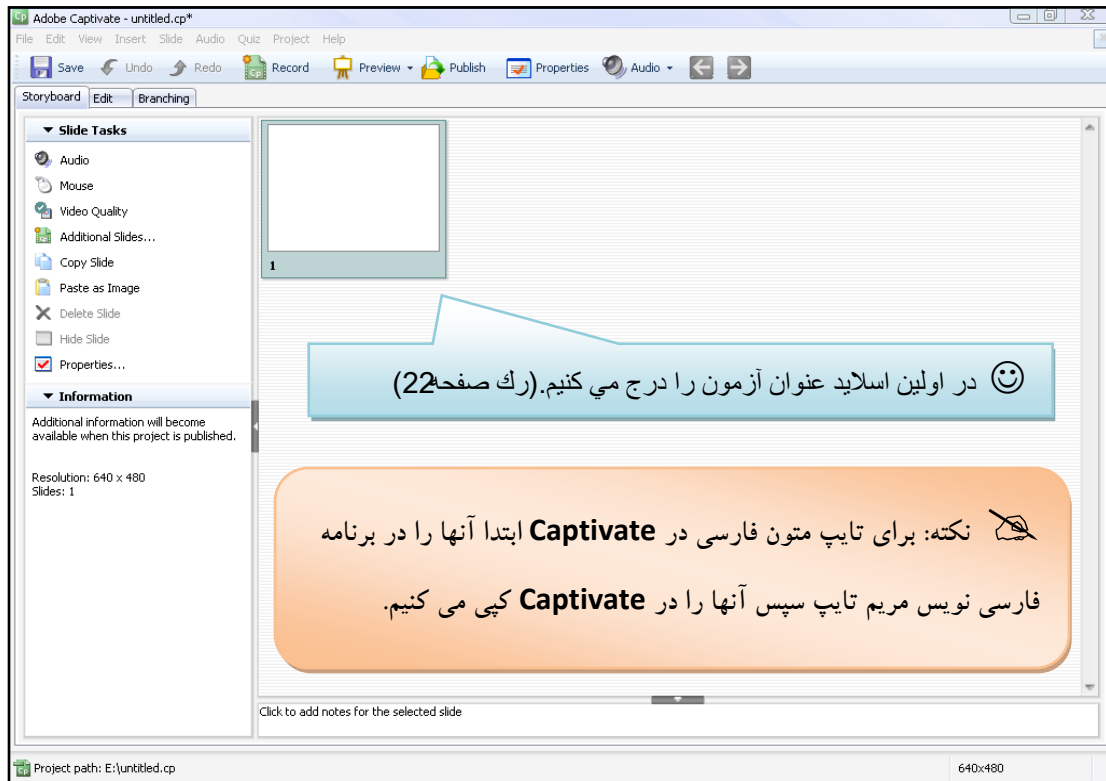 Adobe Captivate - untitled.cp*
File Edit View Insert Slide Audio Quiz Project Help
Save Undo Redo Record Preview Publish Properties Audio
Storyboard Edit Branching
Slide Tasks
Audio
Mouse
Video Quality
Additional Slides...
Copy Slide
Paste as Image
Delete Slide
Hide Slide
Properties...
Information
Additional information will become
available when this project is published.
Resolution: 640 x 480
Slides: 1
1
در اولين اسلايد عنوان آزمون را درج مي كنيم.(رك صفحه22)
نکته: برای تایپ متون فارسی در Captivate ابتدا آنها را در برنامه
فارسی نویس مریم تایپ سپس آنها را در Captivate کپی می کنیم.
Click to add notes for the selected slide
Project path: E:\untitled.cp
640x480